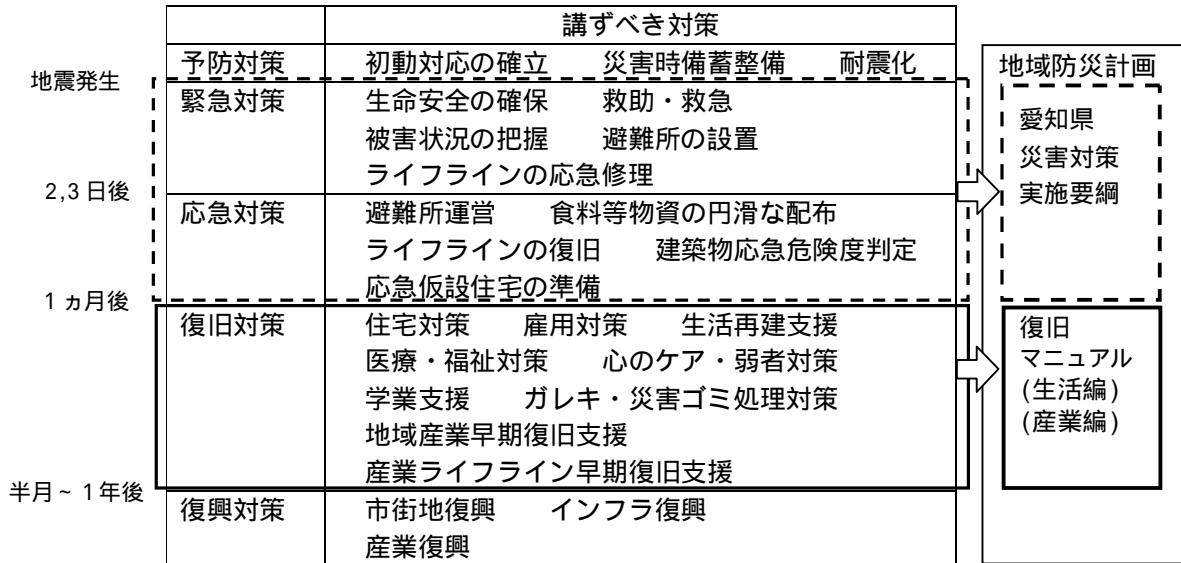 講ずべき対策
予防対策 初動対応の確立 災害時備蓄整備 耐震化
地震発生
緊急対策 生命安全の確保 救助・救急
被害状況の把握 避難所の設置
ライフラインの応急修理
2,3日後
応急対策 避難所運営 食料等物資の円滑な配布
ライフラインの復旧 建築物応急危険度判定
応急仮設住宅の準備
1ヵ月後
復旧対策 住宅対策 雇用対策 生活再建支援
医療・福祉対策 心のケア・弱者対策
学業支援 ガレキ・災害ゴミ処理対策
地域産業早期復旧支援
産業ライフライン早期復旧支援
半月~1年後
復興対策 市街地復興 インフラ復興
産業復興
地域防災計画
愛知県
災害対策
実施要綱
復旧
マニュアル
(生活編)
(産業編)